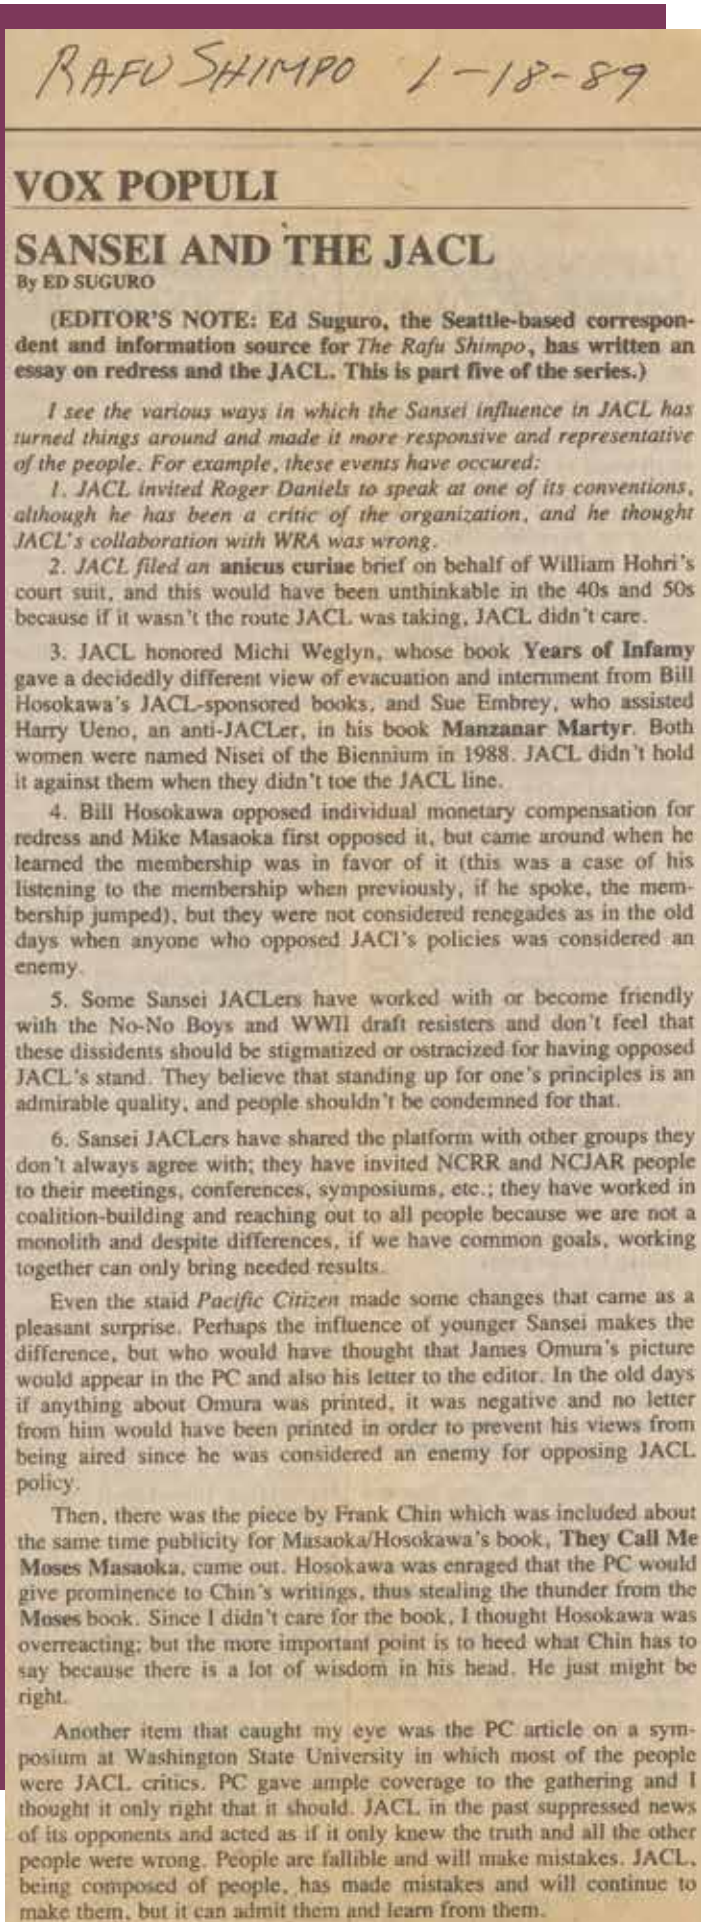 RAFU SHIMPO 1-18-89
VOX POPULI
SANSEI AND THE JACL
By ED SUGURO
(EDITOR'S NOTE: Ed Suguro, the Seattle-based correspon-
dent and information source for The Rafu Shimpo, has written an
essay on redress and the JACL. This is part five of the series.)
I see the various ways in which the Sansei influence in JACL has
turned things around and made it more responsive and representative
of the people. For example, these events have occured:
1. JACL invited Roger Daniels to speak at one of its conventions,
although he has been a critic of the organization, and he thought
JACL's collaboration with WRA was wrong.
2. JACL filed an anicus curiae brief on behalf of William Hohri's
court suit, and this would have been unthinkable in the 40s and 50s
because if it wasn't the route JACL was taking, JACL didn't care.
3. JACL honored Michi Weglyn, whose book Years of Infamy
gave a decidedly different view of evacuation and internment from Bill
Hosokawa's JACL-sponsored books, and Sue Embrey, who assisted
Harry Ueno, an anti-JACLer, in his book Manzanar Martyr. Both
women were named Nisei of the Biennium in 1988. JACL didn't hold
it against them when they didn't toe the JACL line.
4. Bill Hosokawa opposed individual monetary compensation for
redress and Mike Masaoka first opposed it, but came around when he
learned the membership was in favor of it (this was a case of his
listening to the membership when previously, if he spoke, the mem-
bership jumped), but they were not considered renegades as in the old
days when anyone who opposed JACl's policies was considered an
enemy.
5. Some Sansei JACLers have worked with or become friendly
with the No-No Boys and WWII draft resisters and don't feel that
these dissidents should be stigmatized or ostracized for having opposed
JACL's stand. They believe that standing up for one's principles is an
admirable quality, and people shouldn't be condemned for that.
6. Sansei JACLers have shared the platform with other groups they
don't always agree with; they have invited NCRR and NCJAR people
to their meetings, conferences, symposiums, etc.; they have worked in
coalition-building and reaching out to all people because we are not a
monolith and despite differences, if we have common goals, working
together can only bring needed results.
Even the staid Pacific Citizen made some changes that came as a
pleasant surprise. Perhaps the influence of younger Sansei makes the
difference, but who would have thought that James Omura's picture
would appear in the PC and also his letter to the editor. In the old days
if anything about Omura was printed, it was negative and no letter
from him would have been printed in order to prevent his views from
being aired since he was considered an enemy for opposing JACL
policy.
Then, there was the piece by Frank Chin which was included about
the same time publicity for Masaoka/Hosokawa's book, They Call Me
Moses Masaoka, came out. Hosokawa was enraged that the PC would
give prominence to Chin's writings, thus stealing the thunder from the
Moses book. Since I didn't care for the book, I thought Hosokawa was
overreacting; but the more important point is to heed what Chin has to
say because there is a lot of wisdom in his head. He just might be
right.
Another item that caught my eye was the PC article on a sym-
posium at Washington State University in which most of the people
were JACL critics. PC gave ample coverage to the gathering and I
thought it only right that it should. JACL in the past suppressed news
of its opponents and acted as if it only knew the truth and all the other
people were wrong. People are fallible and will make mistakes. JACL,
being composed of people, has made mistakes and will continue to
make them, but it can admit them and learn from them.